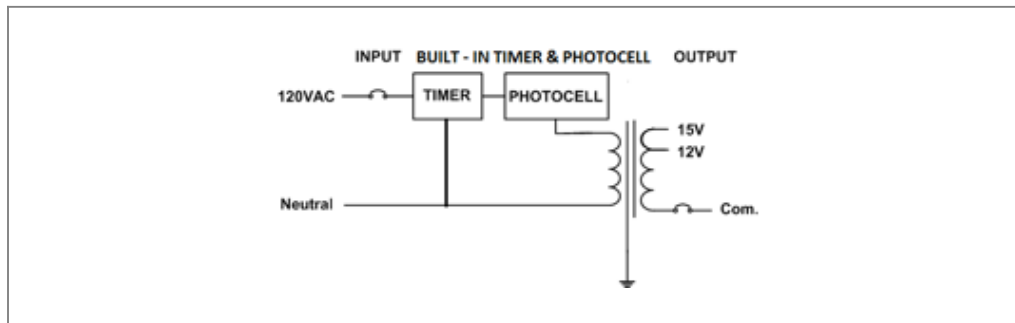 INPUT BUILT - IN TIMER & PHOTOCELL OUTPUT
120VAC TIMER PHOTOCELL
15V
12V
Neutral Com.